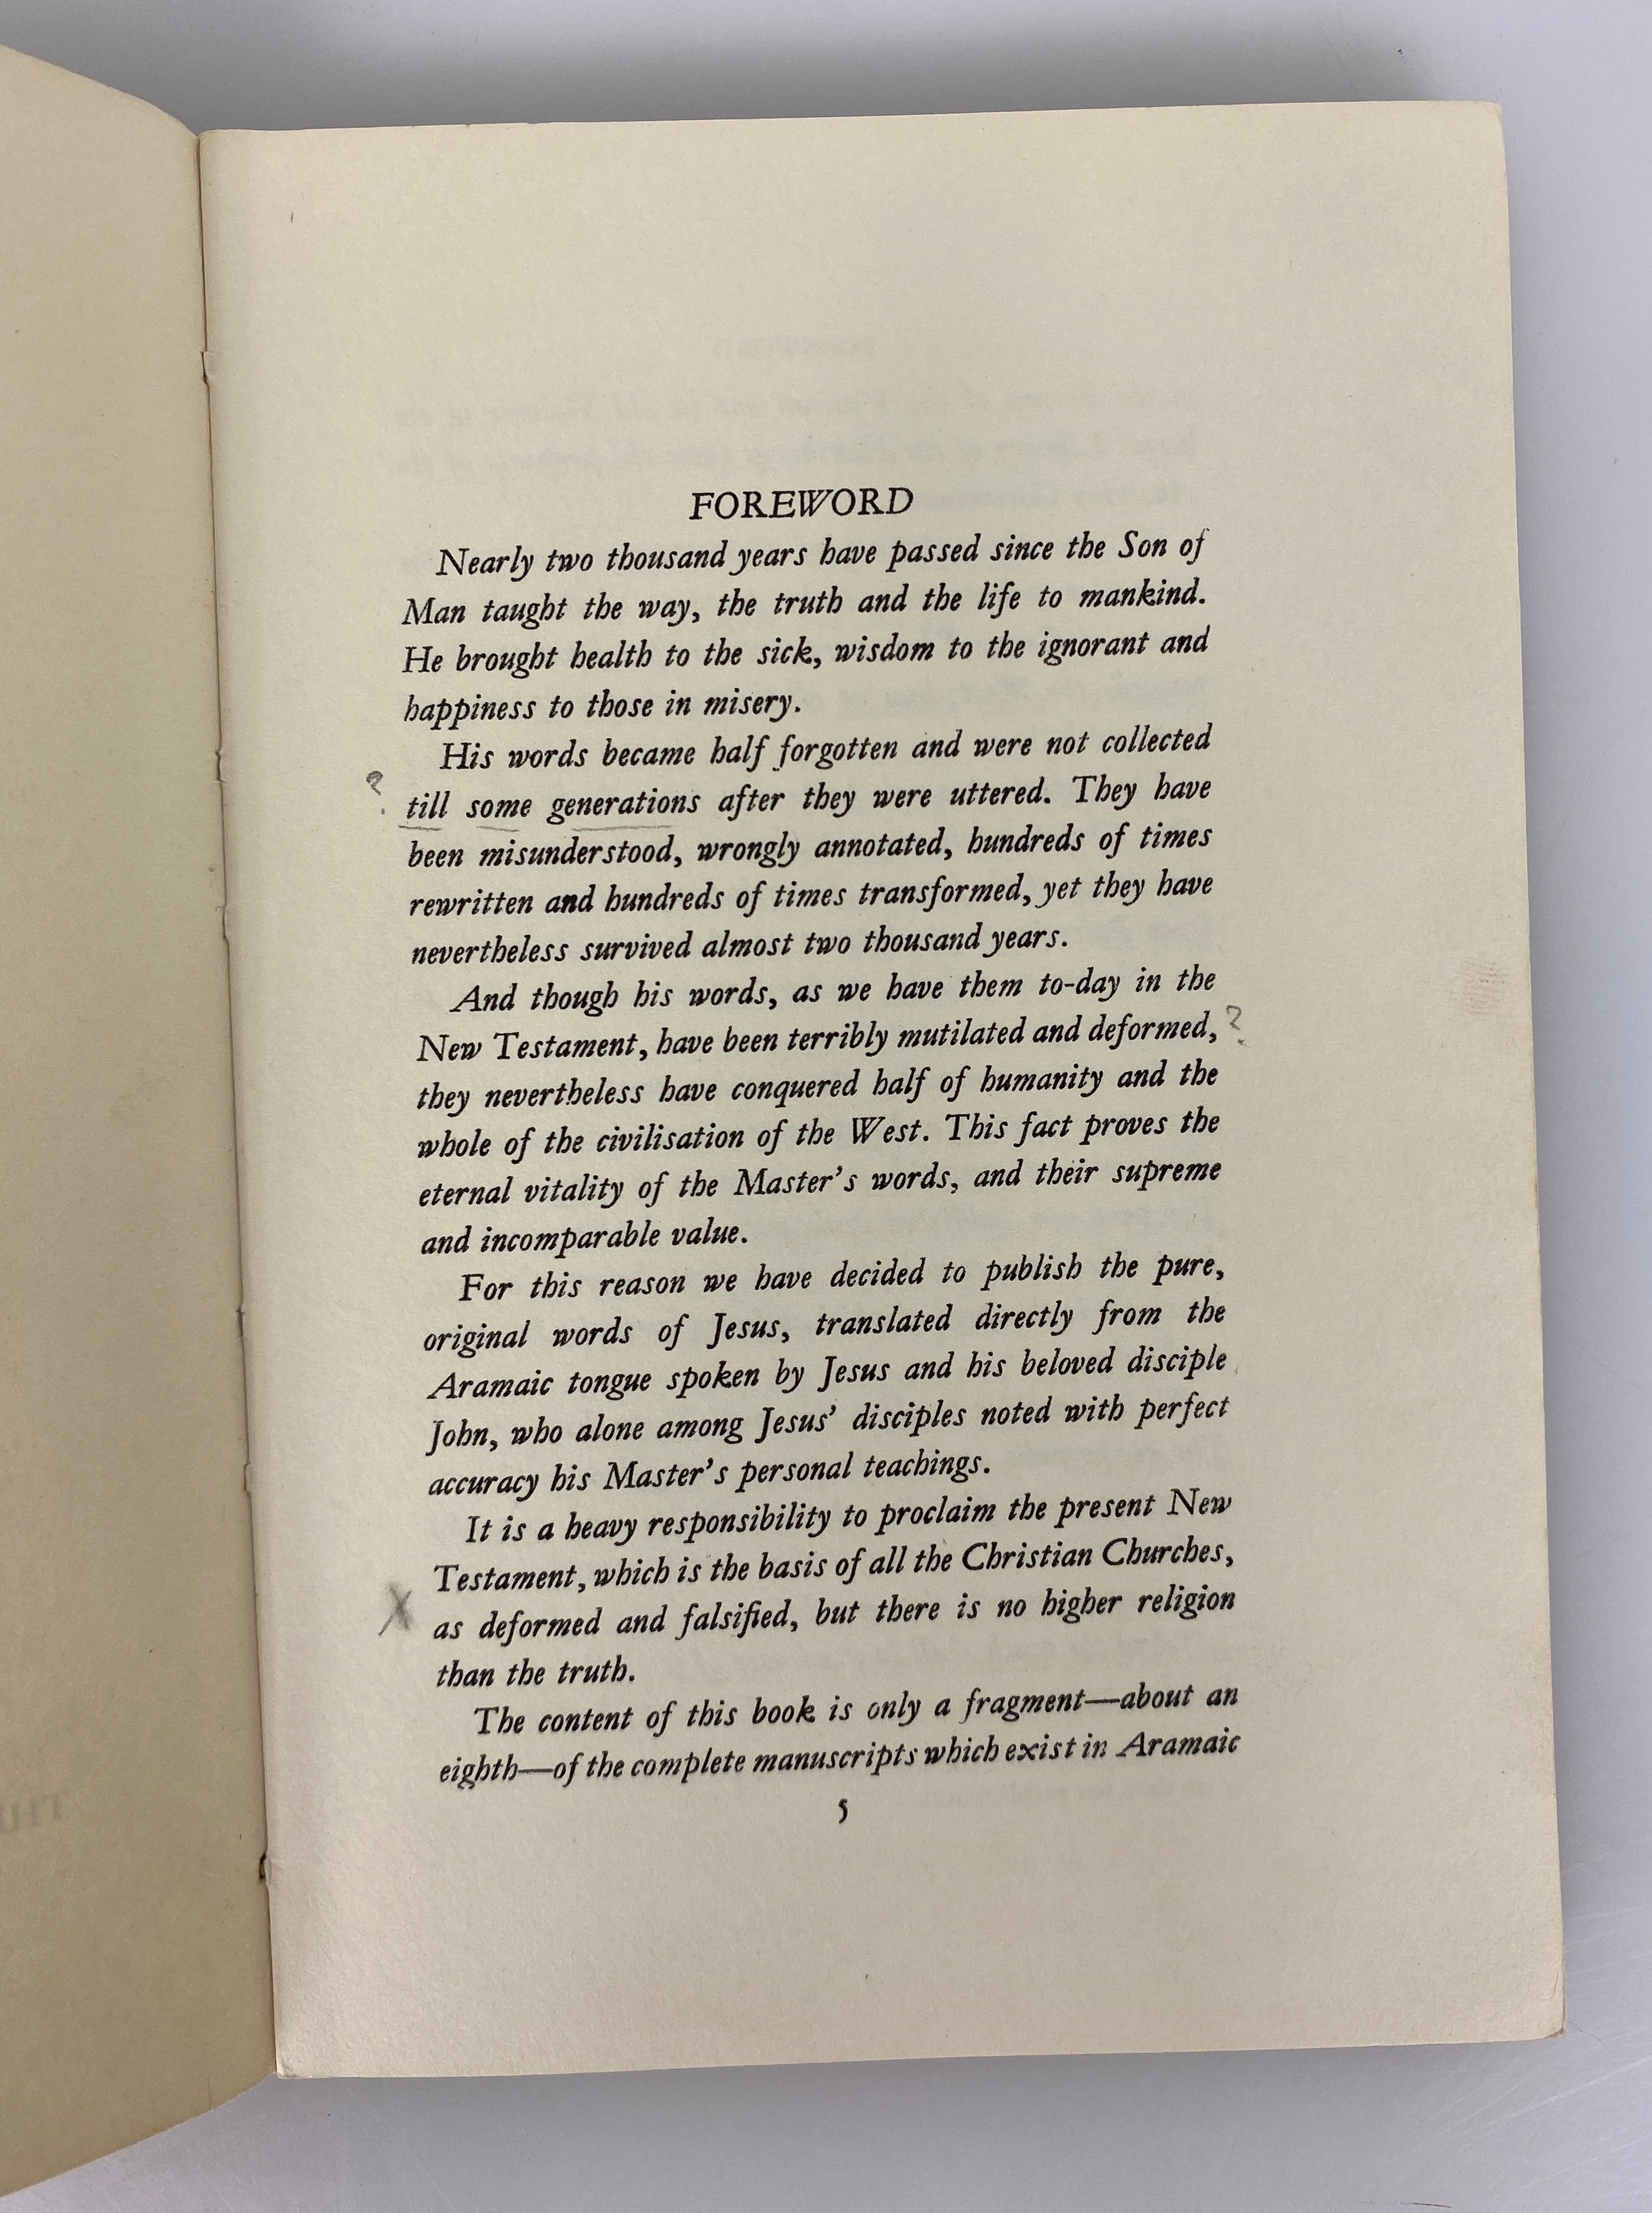 FOREWORD
Nearly two thousand years have passed since the Son of
Man taught the way, the truth and the life to mankind.
He brought health to the sick, wisdom to the ignorant and
happiness to those in misery.
His words became half forgotten and were not collected
? till some generations after they were uttered. They have
been misunderstood, wrongly annotated, hundreds of times
rewritten and hundreds of times transformed, yet they have
nevertheless survived almost two thousand years.
And though his words, as we have them to-day in the
New Testament, have been terribly mutilated and deformed, ?
they nevertheless have conquered half of humanity and the
whole of the civilisation of the West. This fact proves the
eternal vitality of the Master's words, and their supreme
and incomparable value.
For this reason we have decided to publish the pure,
original words of Jesus, translated directly from the
Aramaic tongue spoken by Jesus and his beloved disciple
John, who alone among Jesus' disciples noted with perfect
accuracy his Master's personal teachings.
It is a heavy responsibility to proclaim the present New
Testament, which is the basis of all the Christian Churches,
X as deformed and falsified, but there is no higher religion
than the truth.
The content of this book is only a fragment—about an
eighth—of the complete manuscripts which exist in Aramaic
5